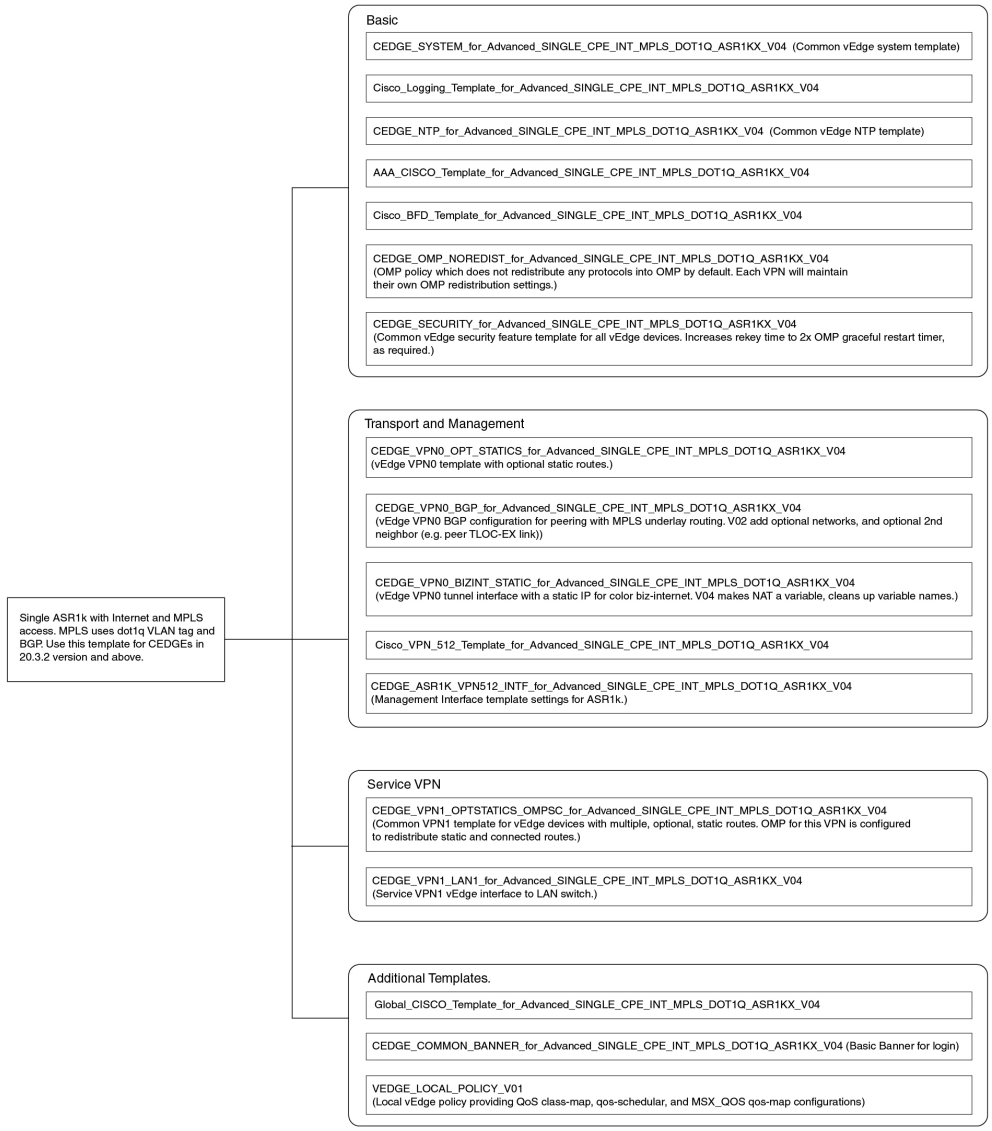 Basic
CEDGE_SYSTEM_for_Advanced_SINGLE_CPE_INT_MPLS_DOT1Q_ASR1KX_V04 (Common vEdge system template)
Cisco_Logging_Template_for_Advanced_SINGLE_CPE_INT_MPLS_DOT1Q_ASR1KX_V04
CEDGE_NTP_for_Advanced_SINGLE_CPE_INT_MPLS_DOT1Q_ASR1KX_V04 (Common vEdge NTP template)
AAA_CISCO_Template_for_Advanced_SINGLE_CPE_INT_MPLS_DOT1Q_ASR1KX_V04
Cisco_BFD_Template_for_Advanced_SINGLE_CPE_INT_MPLS_DOT1Q_ASR1KX_V04
CEDGE_OMP_NOREDIST_for_Advanced_SINGLE_CPE_INT_MPLS_DOT1Q_ASR1KX_V04
(OMP policy which does not redistribute any protocols into OMP by default. Each VPN will maintain
their own OMP redistribution settings.)
CEDGE_SECURITY_for_Advanced_SINGLE_CPE_INT_MPLS_DOT1Q_ASR1KX_V04
(Common vEdge security feature template for all vEdge devices. Increases rekey time to 2x OMP graceful restart timer,
as required.)
Transport and Management
CEDGE_VPN0_OPT_STATICS_for_Advanced_SINGLE_CPE_INT_MPLS_DOT1Q_ASR1KX_V04
(vEdge VPN0 template with optional static routes.)
CEDGE_VPN0_BGP_for_Advanced_SINGLE_CPE_INT_MPLS_DOT1Q_ASR1KX_V04
(vEdge VPN0 BGP configuration for peering with MPLS underlay routing. V02 add optional networks, and optional 2nd
neighbor (e.g. peer TLOC-EX link))
CEDGE_VPN0_BIZINT_STATIC_for_Advanced_SINGLE_CPE_INT_MPLS_DOT1Q_ASR1KX_V04
(vEdge VPN0 tunnel interface with a static IP for color biz-internet. V04 makes NAT a variable, cleans up variable names.)
Cisco_VPN_512_Template_for_Advanced_SINGLE_CPE_INT_MPLS_DOT1Q_ASR1KX_V04
CEDGE_ASR1K_VPN512_INTF_for_Advanced_SINGLE_CPE_INT_MPLS_DOT1Q_ASR1KX_V04
(Management Interface template settings for ASR1k.)
Single ASR1k with Internet and MPLS
access. MPLS uses dot1q VLAN tag and
BGP. Use this template for CEDGEs in
20.3.2 version and above.
Service VPN
CEDGE_VPN1_OPTSTATICS_OMPSC_for_Advanced_SINGLE_CPE_INT_MPLS_DOT1Q_ASR1KX_V04
(Common VPN1 template for vEdge devices with multiple, optional, static routes. OMP for this VPN is configured
to redistribute static and connected routes.)
CEDGE_VPN1_LAN1_for_Advanced_SINGLE_CPE_INT_MPLS_DOT1Q_ASR1KX_V04
(Service VPN1 vEdge interface to LAN switch.)
Additional Templates.
Global_CISCO_Template_for_Advanced_SINGLE_CPE_INT_MPLS_DOT1Q_ASR1KX_V04
CEDGE_COMMON_BANNER_for_Advanced_SINGLE_CPE_INT_MPLS_DOT1Q_ASR1KX_V04 (Basic Banner for login)
VEDGE_LOCAL_POLICY_V01
(Local vEdge policy providing QoS class-map, qos-schedular, and MSX_QOS qos-map configurations)